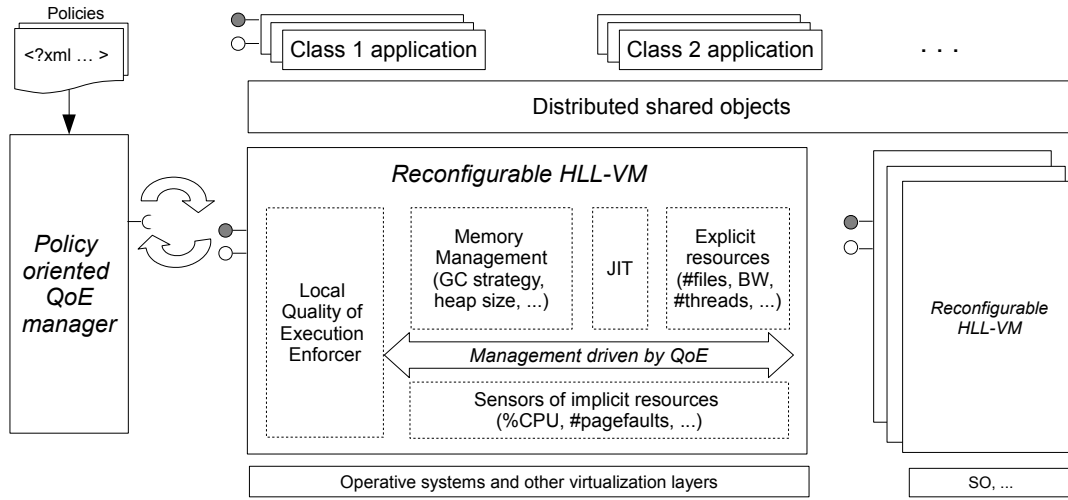 Policies
<?xml ... >
Class 1 application
Class 2 application
. . .
Distributed shared objects
Policy
oriented
QoE
manager
Reconfigurable HLL-VM
Local
Quality of
Execution
Enforcer
Memory
Management
(GC strategy,
heap size, ...)
JIT
Explicit
resources
(#files, BW,
#threads, ...)
Management driven by QoE
Sensors of implicit resources
(%CPU, #pagefaults, ...)
Reconfigurable
HLL-VM
Operative systems and other virtualization layers
SO, ...